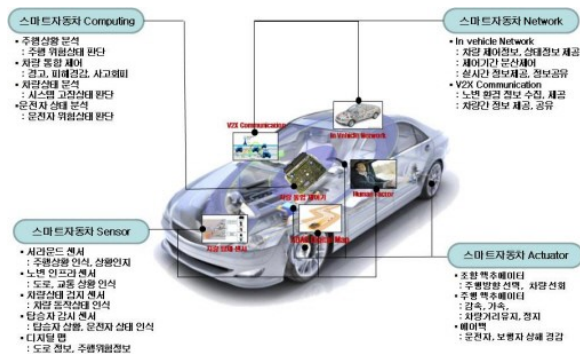 스마트자동차 Computing
• 주행상황 분석
: 주행 위험상태 판단
• 차량 통합 제어
: 경고, 피해경감, 사고회피
• 차량상태 분석
: 시스템 고장상태 판단
•운전자 상태 분석
: 운전자 위험상태 판단
스마트자동차 Network
• In vehicle Network
: 차량 제어정보, 상태정보 제공
: 제어기간 분산제어
: 실시간 정보제공, 정보공유
• V2X Communication
: 노변 환경 정보 수집, 제공
: 차량간 정보 제공, 공유
V2X Communication
In Vehicle Network
차량 통합 제어기
Human Factor
Map
스마트자동차 Sensor
• 서라운드 센서
: 주행상황 인식, 상황인지
• 노변 인프라 센서
: 도로, 교통 상황 인식
• 차량상태 감지 센서
: 차량 동작상태 인식
• 탑승자 감시 센서
: 탑승자 상황, 운전자 상태 인식
• 디지털 맵
: 도로 정보, 주행위험정보
스마트자동차 Actuator
• 조향 액추에이터
: 주행방향 선택, 차량 선회
• 주행 액추에이터
: 감속, 가속,
: 차량거리유지, 정지
• 에어백
: 운전자, 보행자 상해 경감